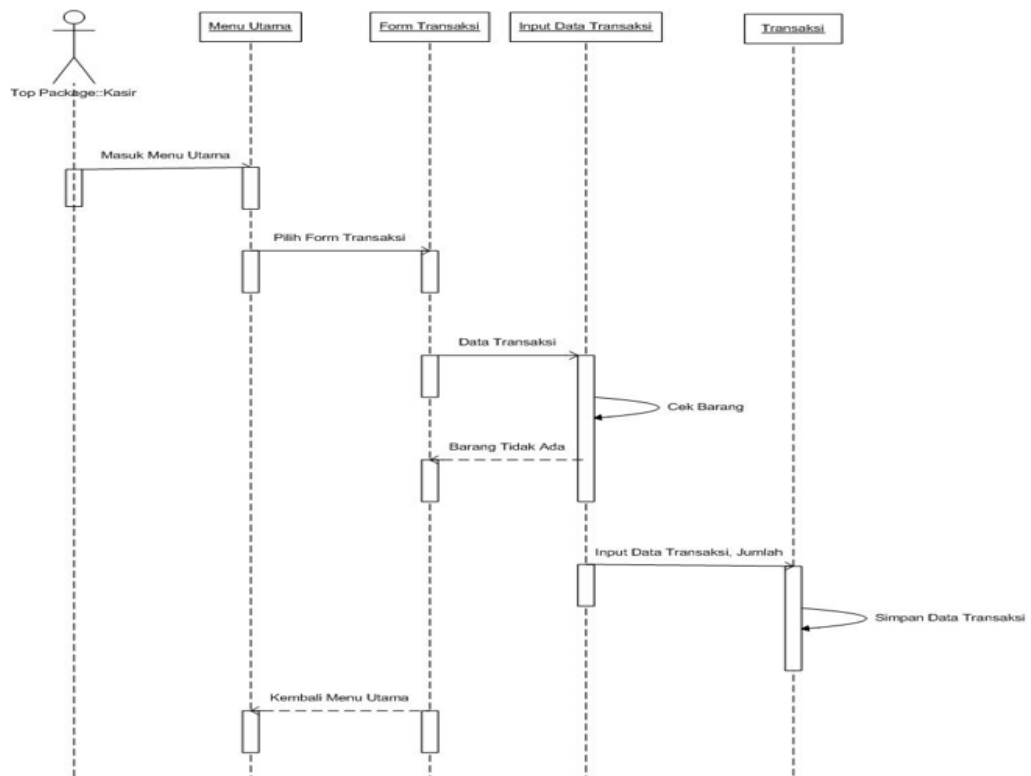 Menu Utama
Form Transaksi
Input Data Transaksi
Transaksi
Top Package::Kasir
Masuk Menu Utama
Pilih Form Transaksi
Data Transaksi
Cek Barang
Barang Tidak Ada
Input Data Transaksi, Jumlah
Simpan Data Transaksi
Kembali Menu Utama